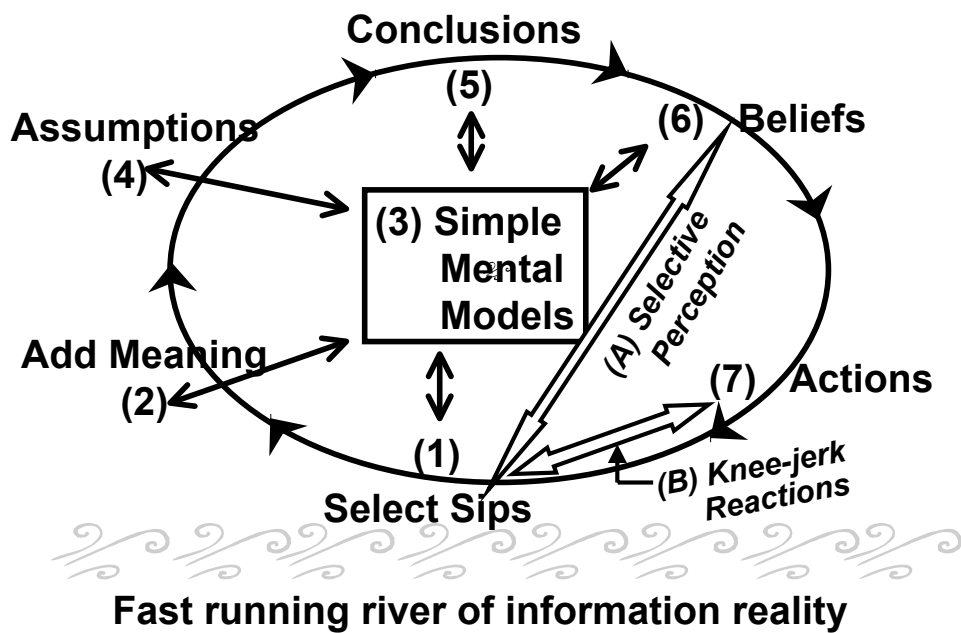 Conclusions
(5)
Assumptions
(4)
(6) Beliefs
(3) Simple
Mental
Models
(A) Selective
Perception
Add Meaning
(2)
(7) Actions
(1)
Select Sips
(B) Knee-jerk
Reactions
Fast running river of information reality